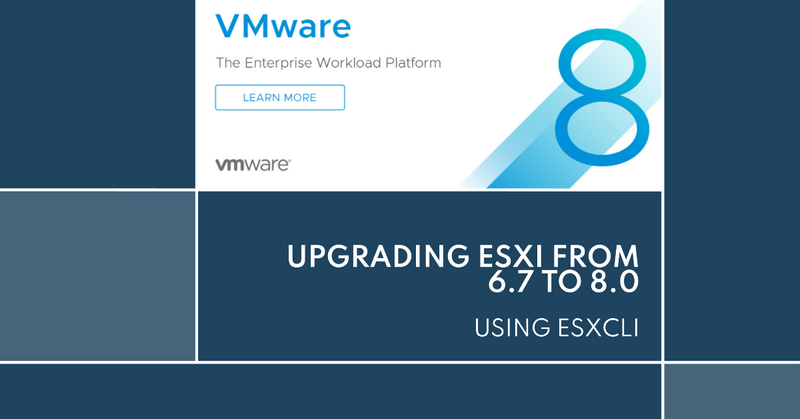 VMware
The Enterprise Workload Platform
LEARN MORE
8
vmware®
UPGRADING ESXI FROM
6.7 TO 8.0
USING ESXCLI